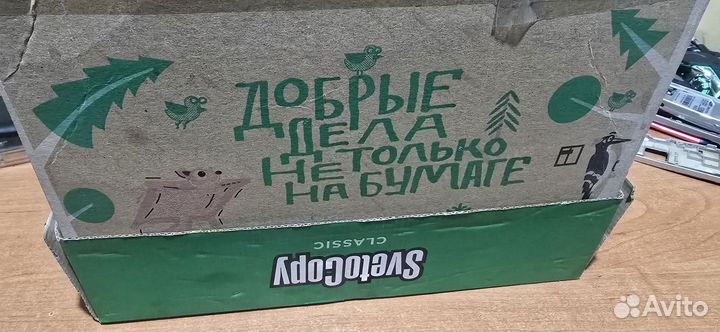 ДОБРЫЕ
ДЕЛА
НЕ ТОЛЬКО
НА БУМАГЕ
SvetoCopy
CLASSIC
Avito